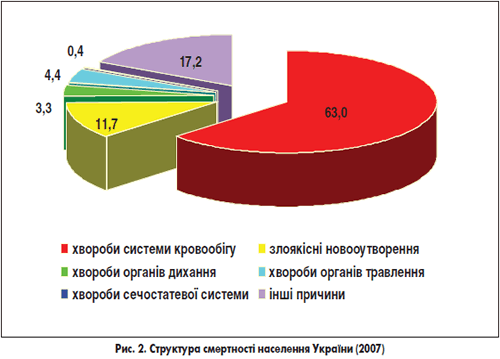 0,4
4,4
3,3
17,2
11,7
63,0
хвороби системи кровообігу
злоякісні новооутворення
хвороби органів дихання
хвороби органів травлення
хвороби сечостатевої системи
інші причини
Рис. 2. Структура смертності населення України (2007)